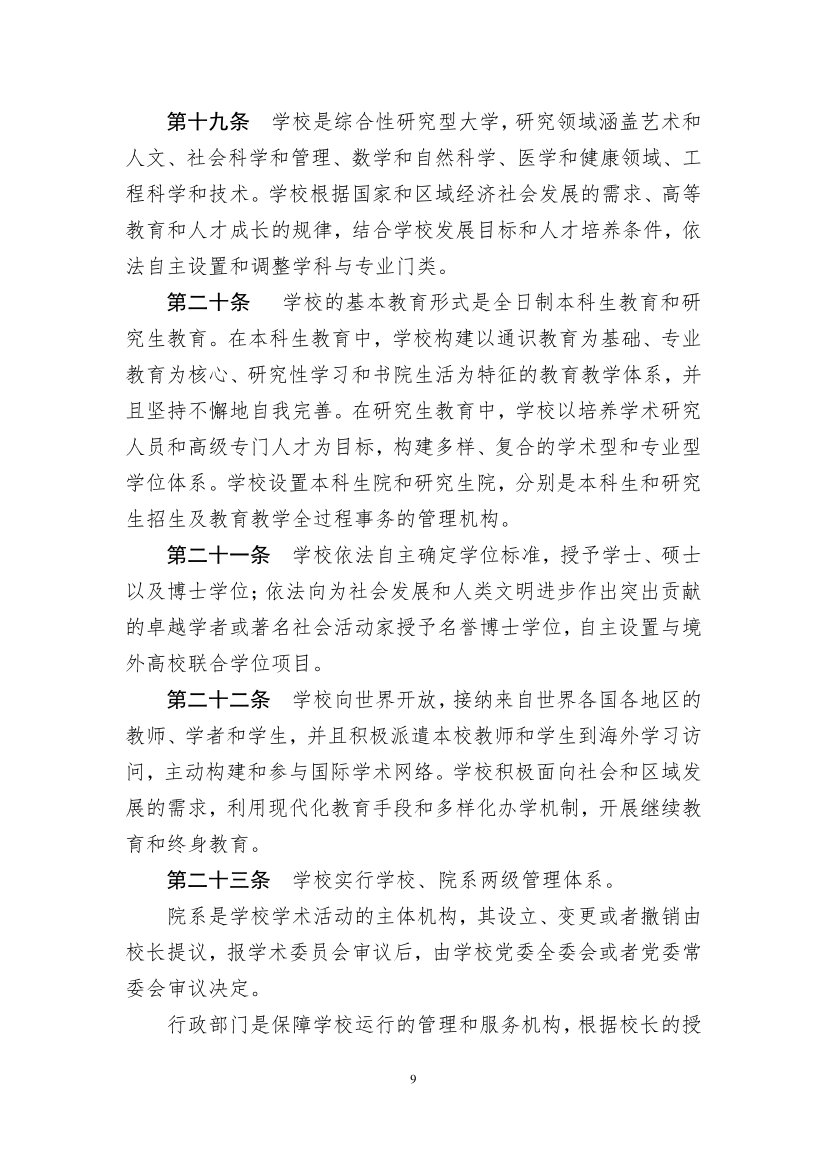 第十九条　学校是综合性研究型大学，研究领域涵盖艺术和
人文、社会科学和管理、数学和自然科学、医学和健康领域、工
程科学和技术。学校根据国家和区域经济社会发展的需求、高等
教育和人才成长的规律，结合学校发展目标和人才培养条件，依
法自主设置和调整学科与专业门类。
第二十条　学校的基本教育形式是全日制本科生教育和研
究生教育。在本科生教育中，学校构建以通识教育为基础、专业
教育为核心、研究性学习和书院生活为特征的教育教学体系，并
且坚持不懈地自我完善。在研究生教育中，学校以培养学术研究
人员和高级专门人才为目标，构建多样、复合的学术型和专业型
学位体系。学校设置本科生院和研究生院，分别是本科生和研究
生招生及教育教学全过程事务的管理机构。
第二十一条　学校依法自主确定学位标准，授予学士、硕士
以及博士学位；依法向为社会发展和人类文明进步作出突出贡献
的卓越学者或著名社会活动家授予名誉博士学位，自主设置与境
外高校联合学位项目。
第二十二条　学校向世界开放，接纳来自世界各国各地区的
教师、学者和学生，并且积极派遣本校教师和学生到海外学习访
问，主动构建和参与国际学术网络。学校积极面向社会和区域发
展的需求，利用现代化教育手段和多样化办学机制，开展继续教
育和终身教育。
第二十三条　学校实行学校、院系两级管理体系。
院系是学校学术活动的主体机构，其设立、变更或者撤销由
校长提议，报学术委员会审议后，由学校党委全委会或者党委常
委会审议决定。
行政部门是保障学校运行的管理和服务机构，根据校长的授
9